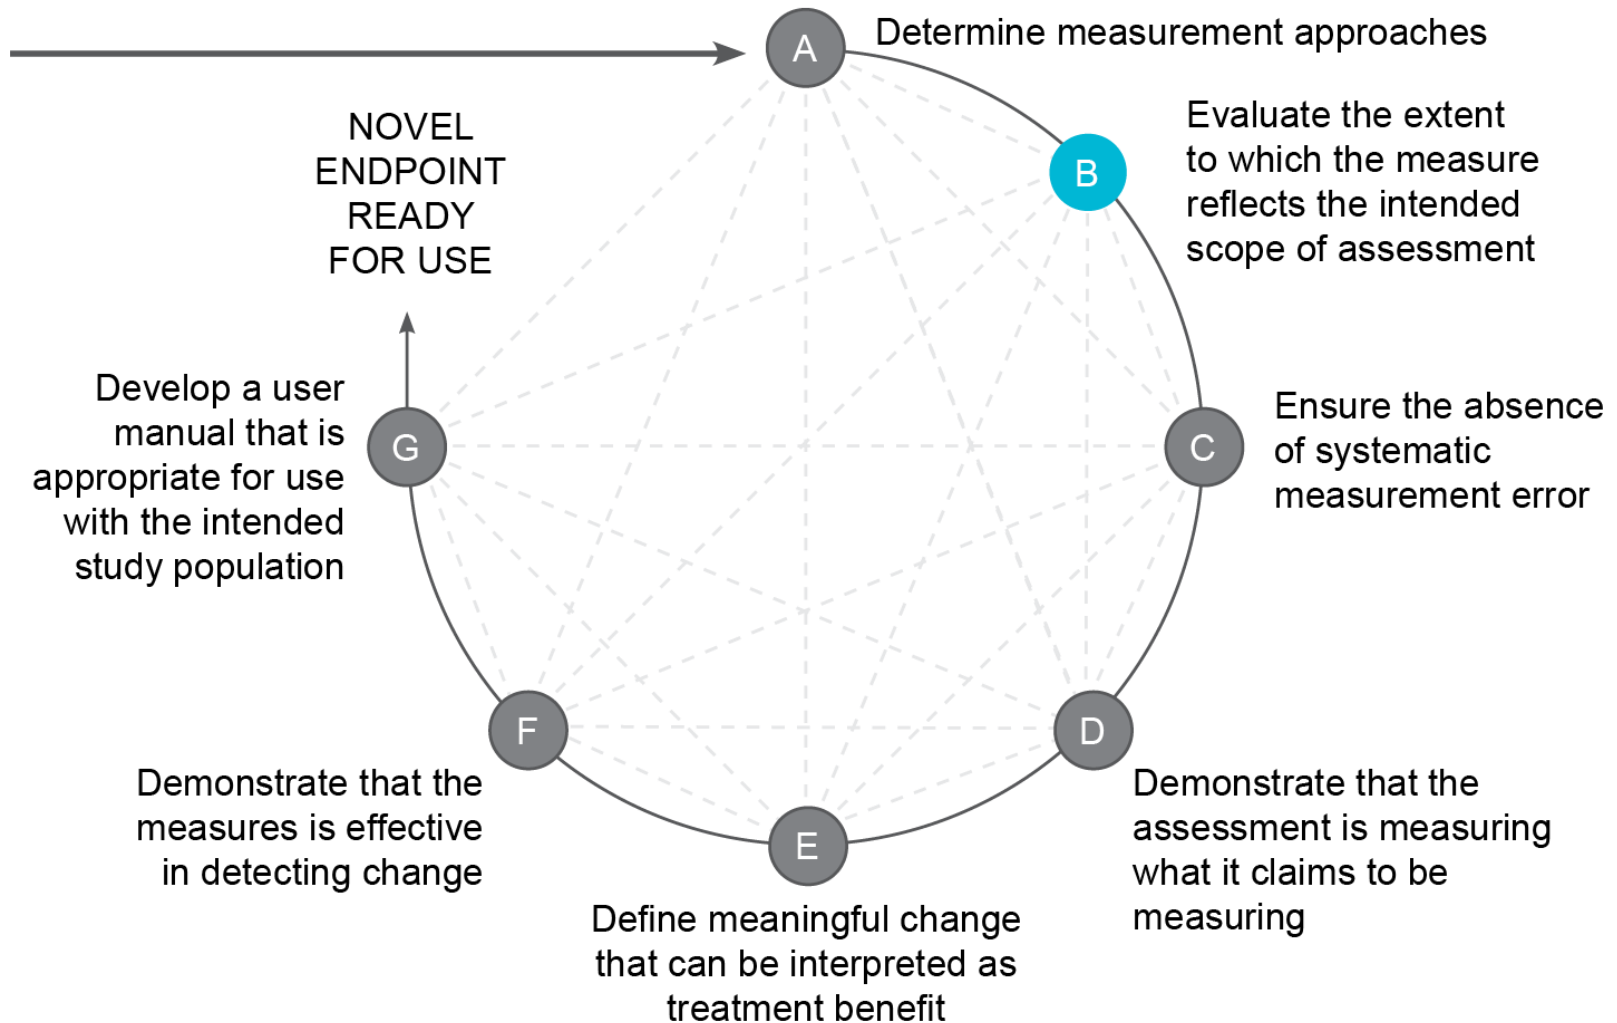 A
Determine measurement approaches
B
Evaluate the extent
to which the measure
reflects the intended
scope of assessment
C
Ensure the absence
of systematic
measurement error
D
Demonstrate that the
assessment is measuring
what it claims to be
measuring
E
Define meaningful change
that can be interpreted as
treatment benefit
F
Demonstrate that the
measures is effective
in detecting change
G
Develop a user
manual that is
appropriate for use
with the intended
study population
NOVEL
ENDPOINT
READY
FOR USE